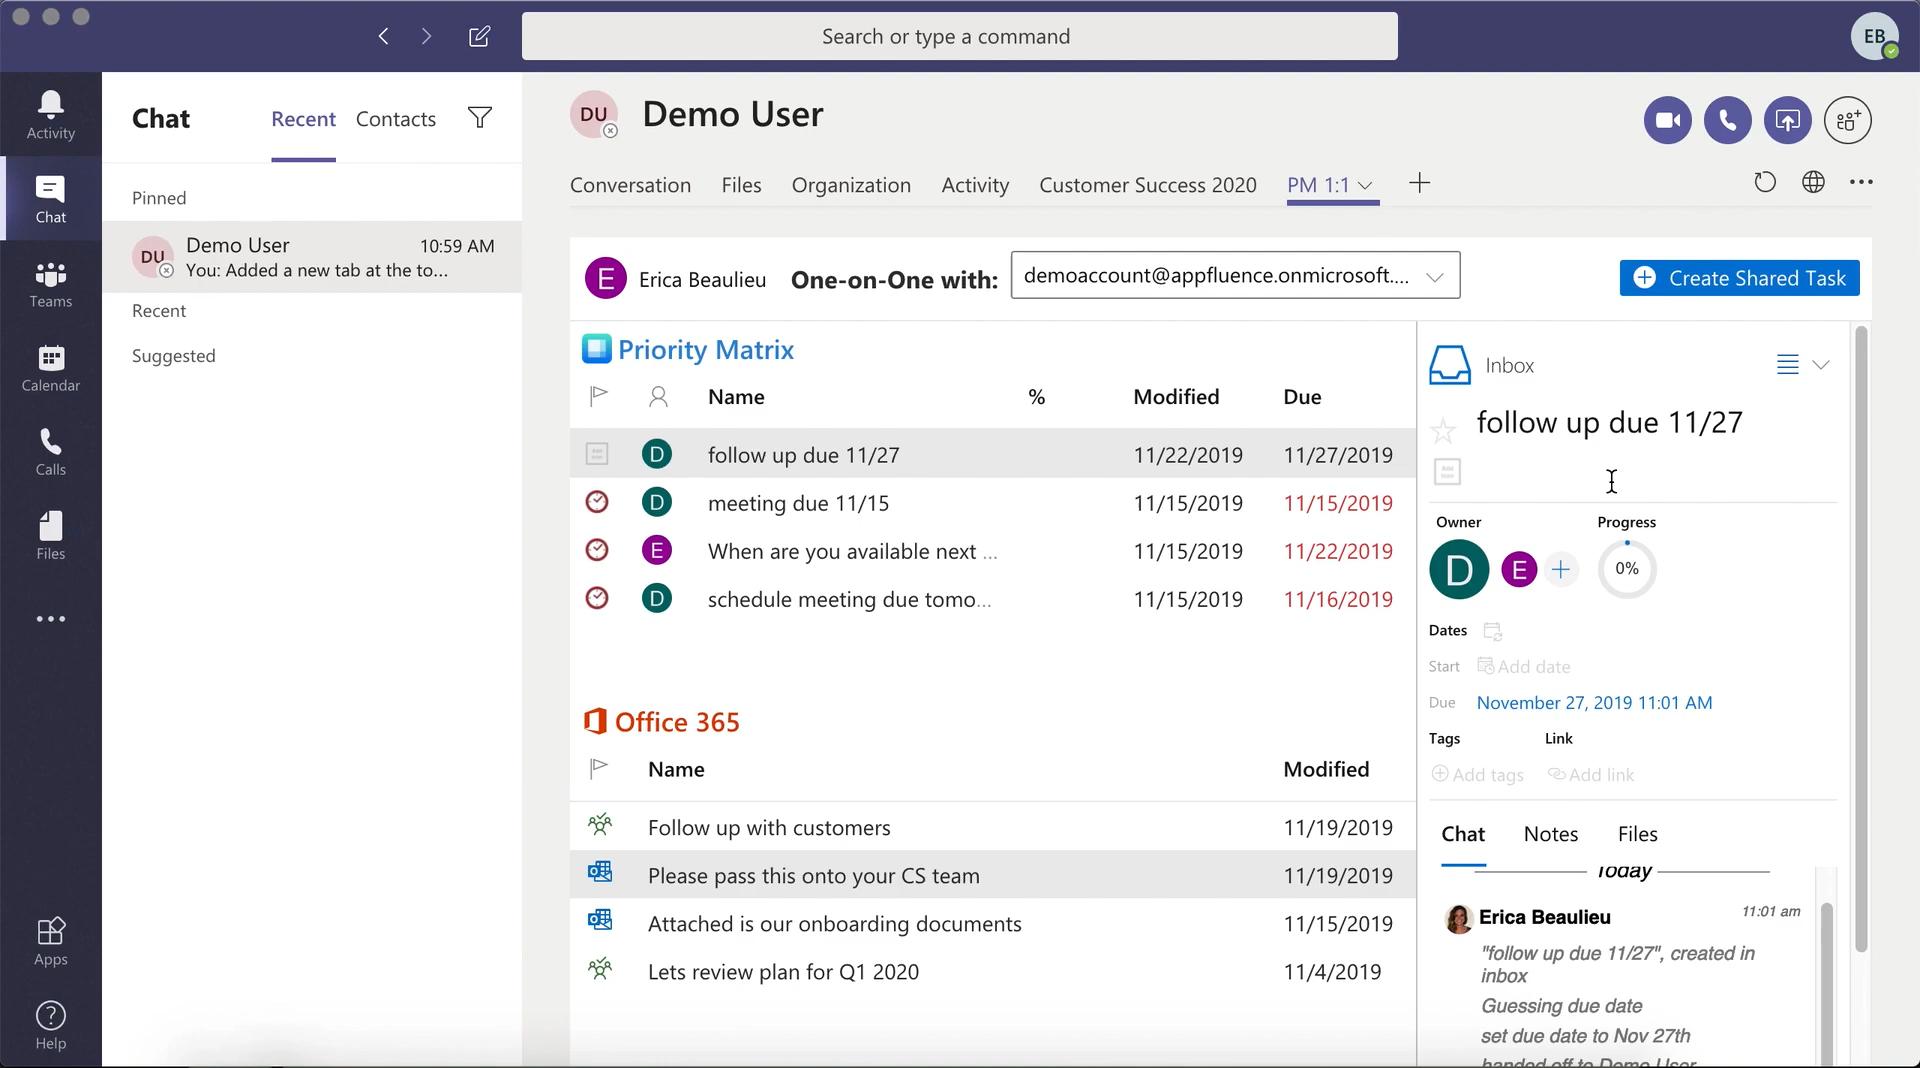 Search or type a command
EB
Activity
Chat
Teams
Calendar
Calls
Files
Apps
Help
Chat
Recent
Contacts
Pinned
DU
Demo User
10:59 AM
You: Added a new tab at the to...
Recent
Suggested
DU
Demo User
Conversation
Files
Organization
Activity
Customer Success 2020
PM 1:1
E
Erica Beaulieu
One-on-One with:
demoaccount@appfluence.onmicrosoft....
Create Shared Task
Priority Matrix
Name % Modified Due
D follow up due 11/27 11/22/2019 11/27/2019
D meeting due 11/15 11/15/2019 11/15/2019
E When are you available next ... 11/15/2019 11/22/2019
D schedule meeting due tomo... 11/15/2019 11/16/2019
Office 365
Name Modified
Follow up with customers 11/19/2019
Please pass this onto your CS team 11/19/2019
Attached is our onboarding documents 11/15/2019
Lets review plan for Q1 2020 11/4/2019
Inbox
follow up due 11/27
Owner Progress
D E 0%
Dates
Start Add date
Due November 27, 2019 11:01 AM
Tags Link
Add tags Add link
Chat Notes Files
Today
Erica Beaulieu 11:01 am
"follow up due 11/27", created in
inbox
Guessing due date
set due date to Nov 27th
handed off to Demo User